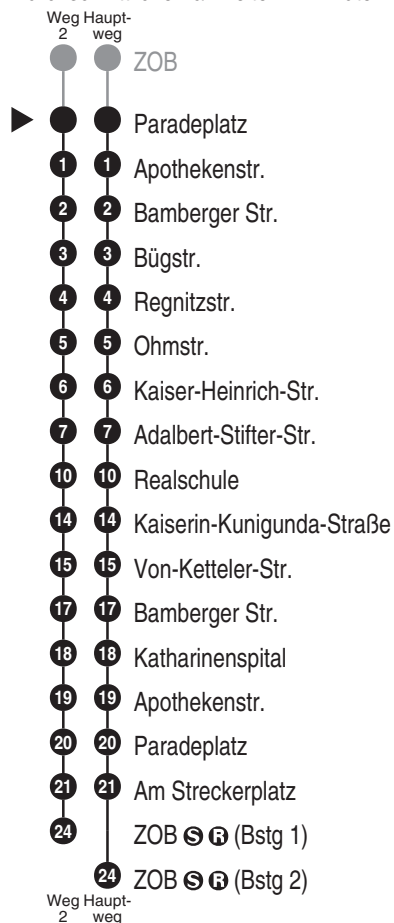 Weg Haupt-
2 weg
ZOB
Paradeplatz
1 1 Apothekenstr.
2 2 Bamberger Str.
3 3 Bügstr.
4 4 Regnitzstr.
5 5 Ohmstr.
6 6 Kaiser-Heinrich-Str.
7 7 Adalbert-Stifter-Str.
10 10 Realschule
14 14 Kaiserin-Kunigunda-Straße
15 15 Von-Ketteler-Str.
17 17 Bamberger Str.
18 18 Katharinenspital
19 19 Apothekenstr.
20 20 Paradeplatz
21 21 Am Streckerplatz
24 ZOB S R (Bstg 1)
24 ZOB S R (Bstg 2)
Weg Haupt-
2 weg